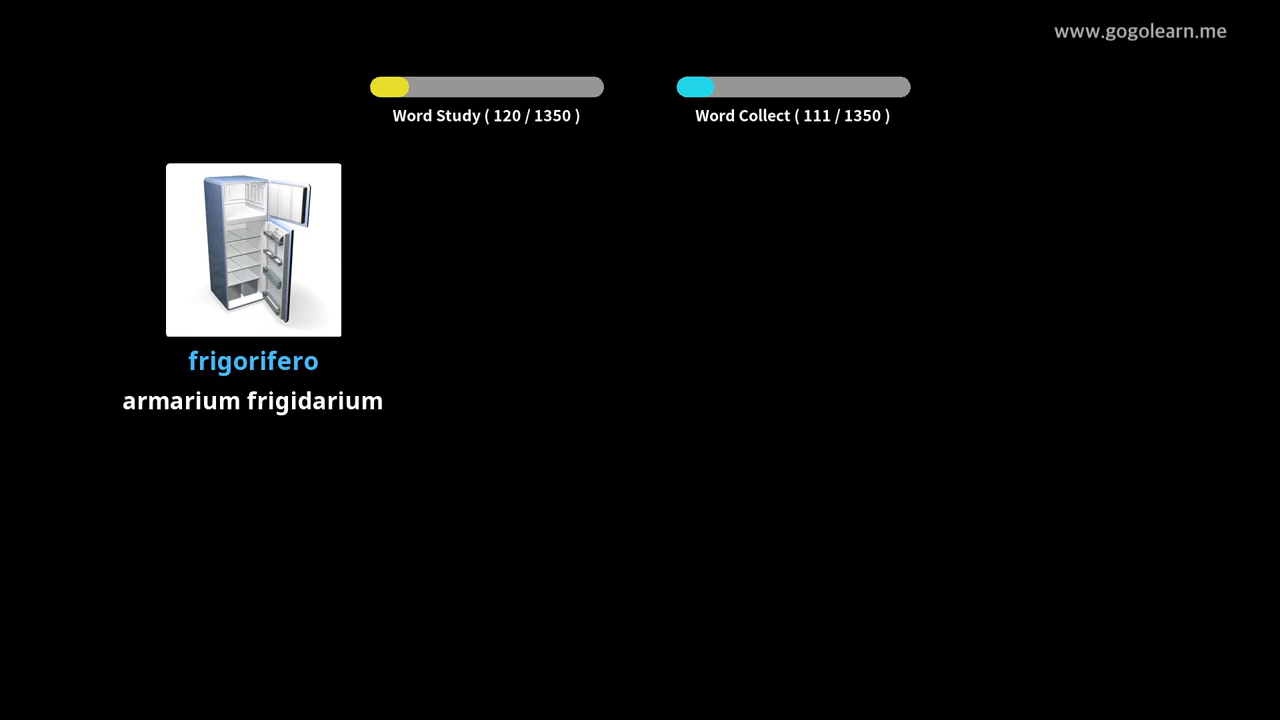 www.gogolearn.me
Word Study ( 120 / 1350 )
Word Collect ( 111 / 1350 )
frigorifero
armarium frigidarium